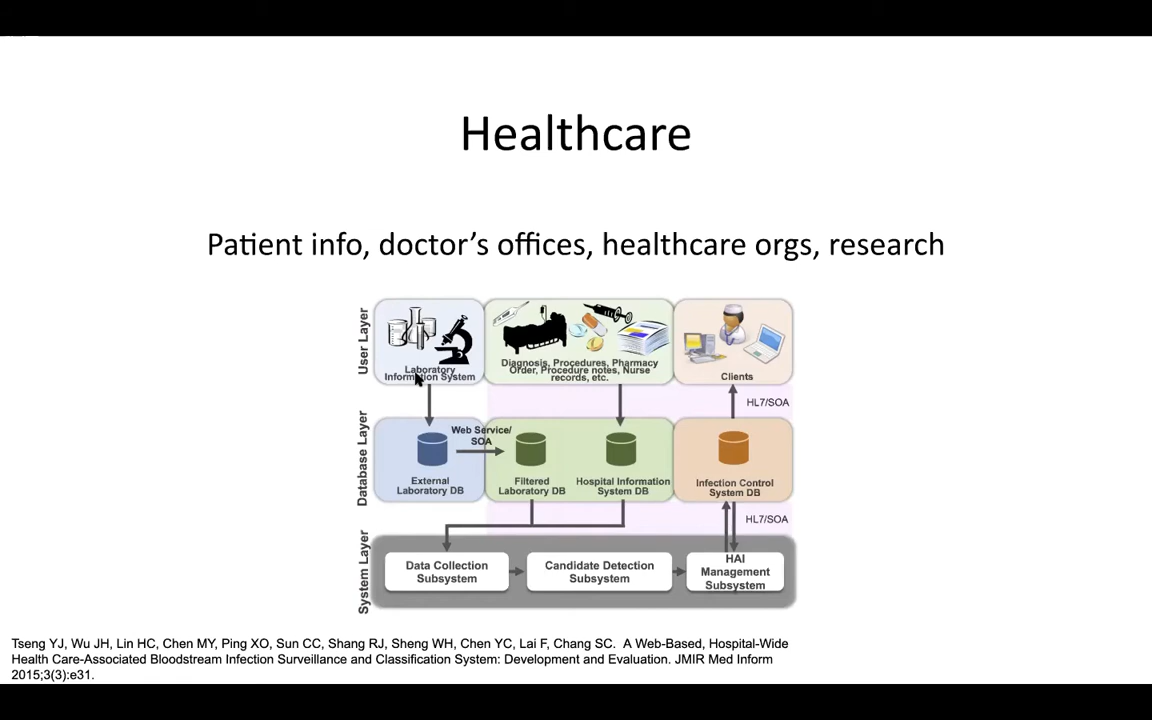 Healthcare
Patient info, doctor's offices, healthcare orgs, research
User Layer
Laboratory
Information System
Diagnosis, Procedures, Pharmacy
Order, Procedure notes, Nurse
records, etc.
Clients
HL7/SOA
Database Layer
Web Service/
SOA
External
Laboratory DB
Filtered
Laboratory DB
Hospital Information
System DB
Infection Control
System DB
HL7/SOA
System Layer
Data Collection
Subsystem
Candidate Detection
Subsystem
HAI
Management
Subsystem
Tseng YJ, Wu JH, Lin HC, Chen MY, Ping XO, Sun CC, Shang RJ, Sheng WH, Chen YC, Lai F, Chang SC.  A Web-Based, Hospital-Wide
Health Care-Associated Bloodstream Infection Surveillance and Classification System: Development and Evaluation. JMIR Med Inform
2015;3(3):e31.